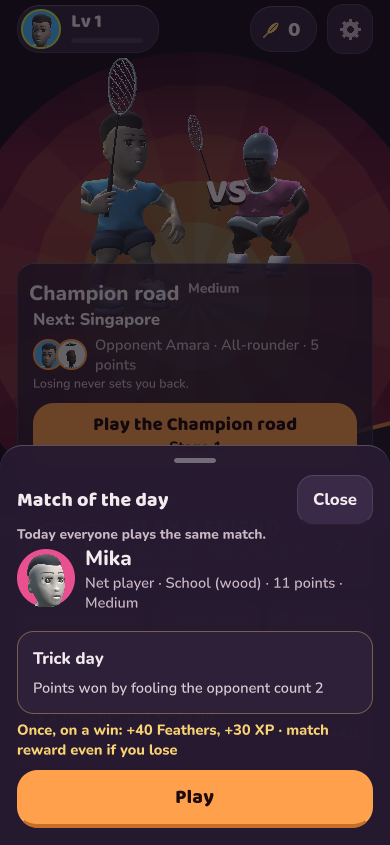 Lv 1
0
VS
Champion road Medium
Next: Singapore
Opponent Amara · All-rounder · 5
points
Losing never sets you back.
Play the Champion road
Match of the day
Close
Today everyone plays the same match.
Mika
Net player · School (wood) · 11 points ·
Medium
Trick day
Points won by fooling the opponent count 2
Once, on a win: +40 Feathers, +30 XP · match
reward even if you lose
Play